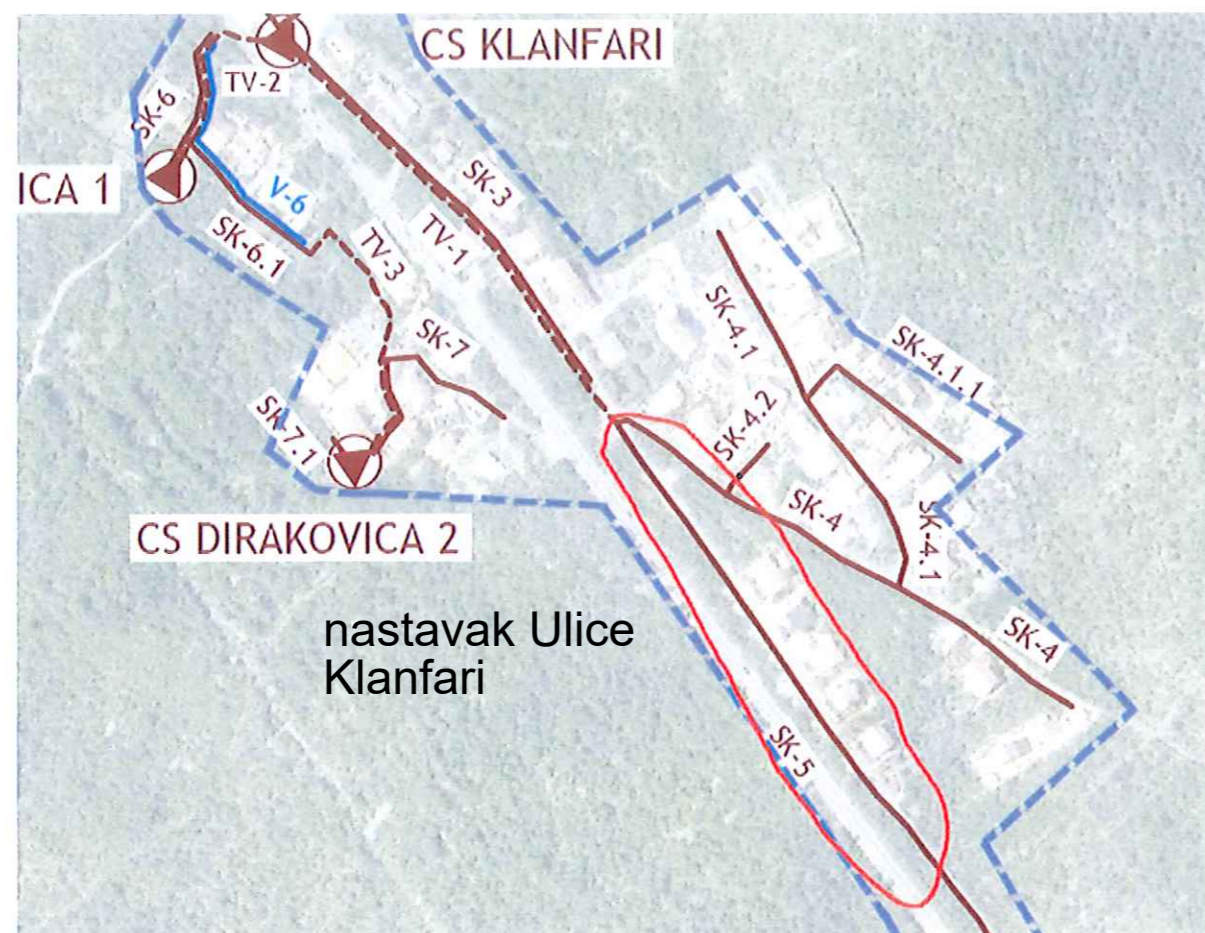 CS KLANFARI
TV-2
SK-6
ICA 1
V-6
SK-6.1
SK-3
TV-1
TV-3
SK-7
SK-7.1
CS DIRAKOVICA 2
SK-4.1
SK-4.1.1
SK-4.2
SK-4
SK-4.1
SK-4
nastavak Ulice
Klanfari
SK-5